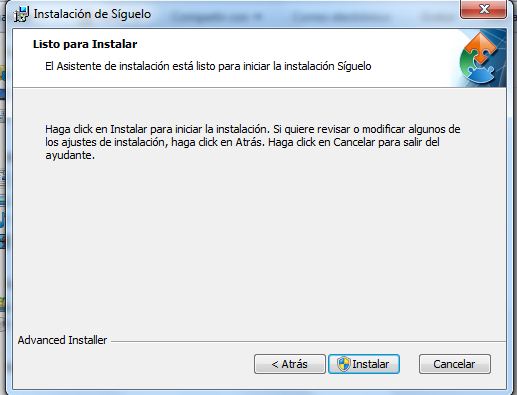 Instalación de Síguelo
Listo para Instalar
El Asistente de instalación está listo para iniciar la instalación Síguelo
Haga click en Instalar para iniciar la instalación. Si quiere revisar o modificar algunos de
los ajustes de instalación, haga click en Atrás. Haga click en Cancelar para salir del
ayudante.
Advanced Installer
< Atrás
Instalar
Cancelar